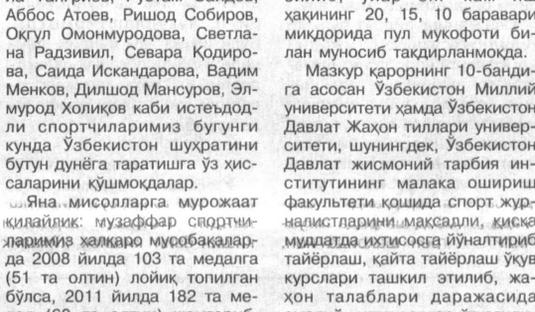 Аббос Атоев, Ришод Собиров,
Оқгул Омонмуродова, Светла-
на Радзивил, Севара Қодиро-
ва, Саида Искандарова, Вадим
Менков, Дилшод Мансуров, Эл-
мурод Холиқов каби истеъдод-
ли спортчиларимиз бугунги
кунда Ўзбекистон шуҳратини
бутун дунёга таратишга ўз ҳис-
саларини қўшмоқдалар.
Яна мисолларга мурожаат
қилайлик: музаффар спортчи-
ларимиз халқаро мусобақалар-
да 2008 йилда 103 та медалга
(51 та олтин) лойиқ топилган
бўлса, 2011 йилда 182 та ме-
ҳақининг 20, 15, 10 баравари
миқдорида пул мукофоти би-
лан муносиб тақдирланмоқда.
Мазкур қарорнинг 10-банди-
га асосан Ўзбекистон Миллий
университети ҳамда Ўзбекистон
Давлат Жаҳон тиллари универ-
ситети, шунингдек, Ўзбекистон
Давлат жисмоний тарбия ин-
ститутининг малака ошириш
факультети қошида спорт жур-
налистларини мақсадли, қисқа
муддатда ихтисосга йўналтириб
тайёрлаш, қайта тайёрлаш ўқув
курслари ташкил этилиб, жа-
ҳон талаблари даражасида